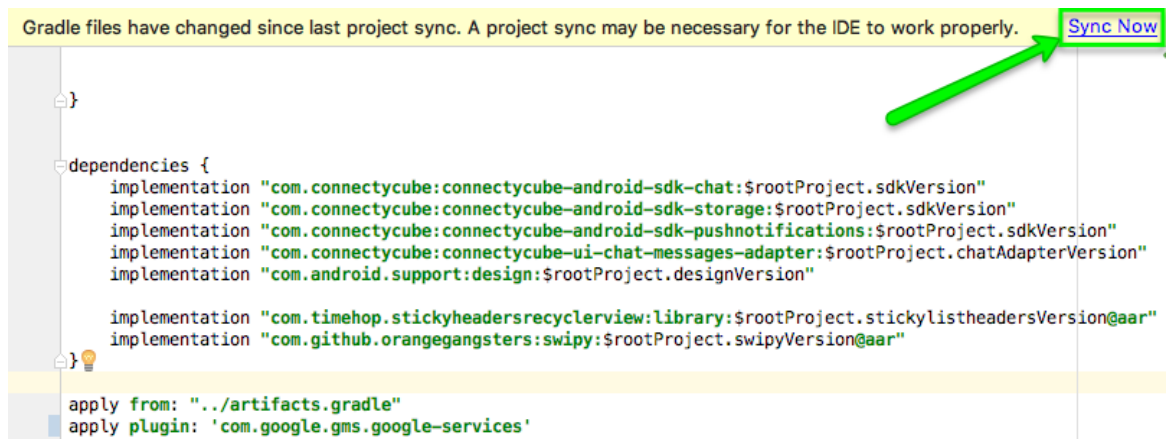 Gradle files have changed since last project sync. A project sync may be necessary for the IDE to work properly. Sync Now
}
dependencies {
implementation "com.connectycube:connectycube-android-sdk-chat:$rootProject.sdkVersion"
implementation "com.connectycube:connectycube-android-sdk-storage:$rootProject.sdkVersion"
implementation "com.connectycube:connectycube-android-sdk-pushnotifications:$rootProject.sdkVersion"
implementation "com.connectycube:connectycube-ui-chat-messages-adapter:$rootProject.chatAdapterVersion"
implementation "com.android.support:design:$rootProject.designVersion"
implementation "com.timehop.stickyheadersrecyclerview:library:$rootProject.stickylistheadersVersion@aar"
implementation "com.github.orangegangsters:swipy:$rootProject.swipyVersion@aar"
}
apply from: "../artifacts.gradle"
apply plugin: 'com.google.gms.google-services'